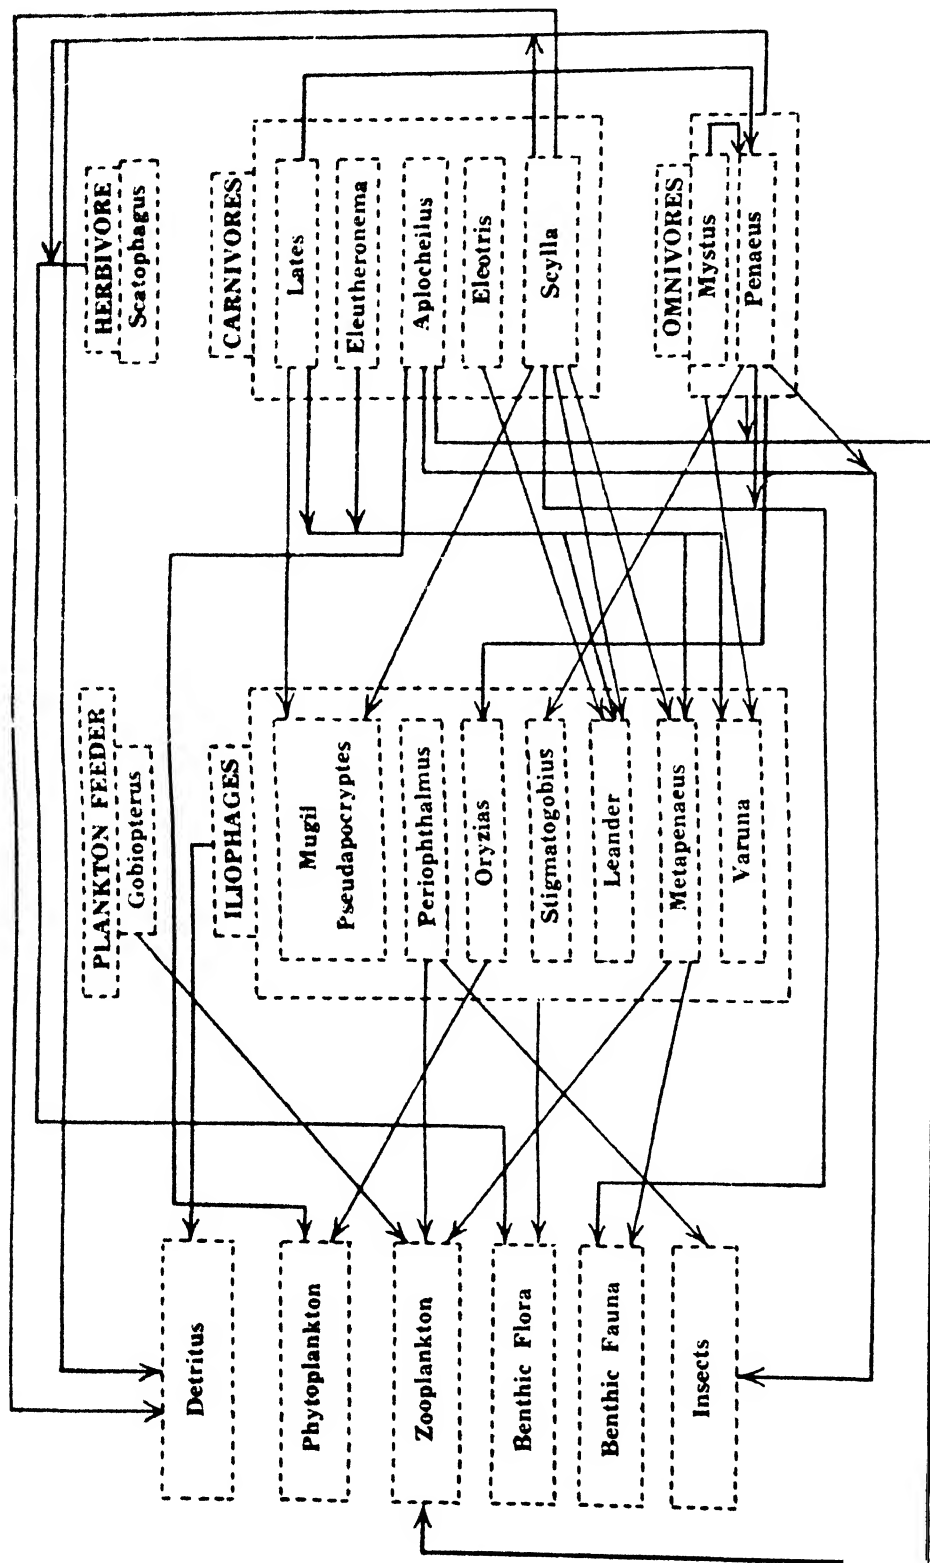 HERBIVORE
Scatophagus
CARNIVORES
Lates
Eleutheronema
Aplocheilus
Eleotris
Scylla
OMNIVORES
Mystus
Penaeus
PLANKTON FEEDER
Gobiopterus
ILIOPHAGES
Mugil
Pseudapocryptes
Periophthalmus
Oryzias
Stigmatogobius
Leander
Metapenaeus
Varuna
Detritus
Phytoplankton
Zooplankton
Benthic Flora
Benthic Fauna
Insects